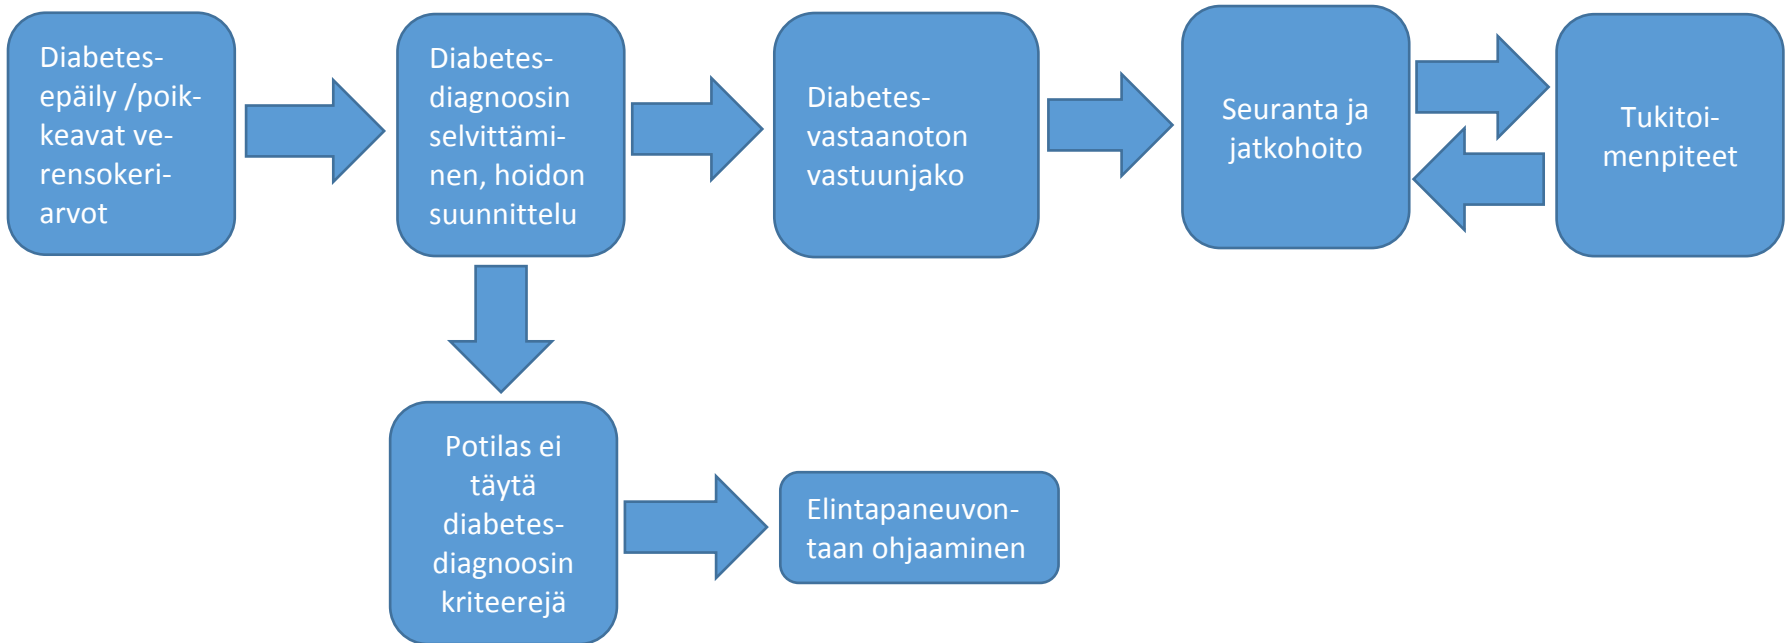 Diabetes-
epäily /poik-
keavat ve-
rensokeri-
arvot
Diabetes-
diagnoosin
selvittämi-
nen, hoidon
suunnittelu
Diabetes-
vastaanoton
vastuunjako
Seuranta ja
jatkohoito
Tukitoi-
menpiteet
Potilas ei
täytä
diabetes-
diagnoosin
kriteerejä
Elintapaneuvon-
taan ohjaaminen